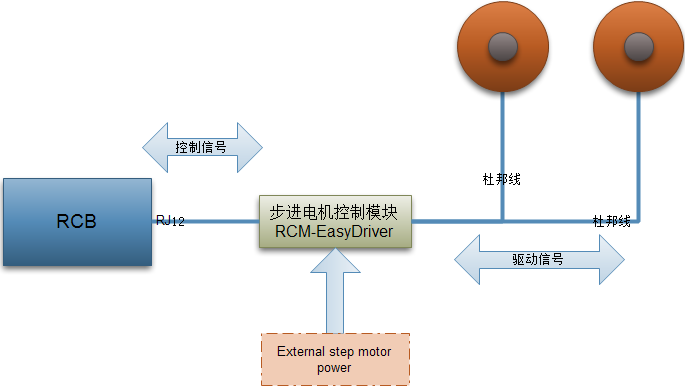 控制信号
杜邦线
RCB
RJ12
步进电机控制模块
RCM-EasyDriver
杜邦线
驱动信号
External step motor
power